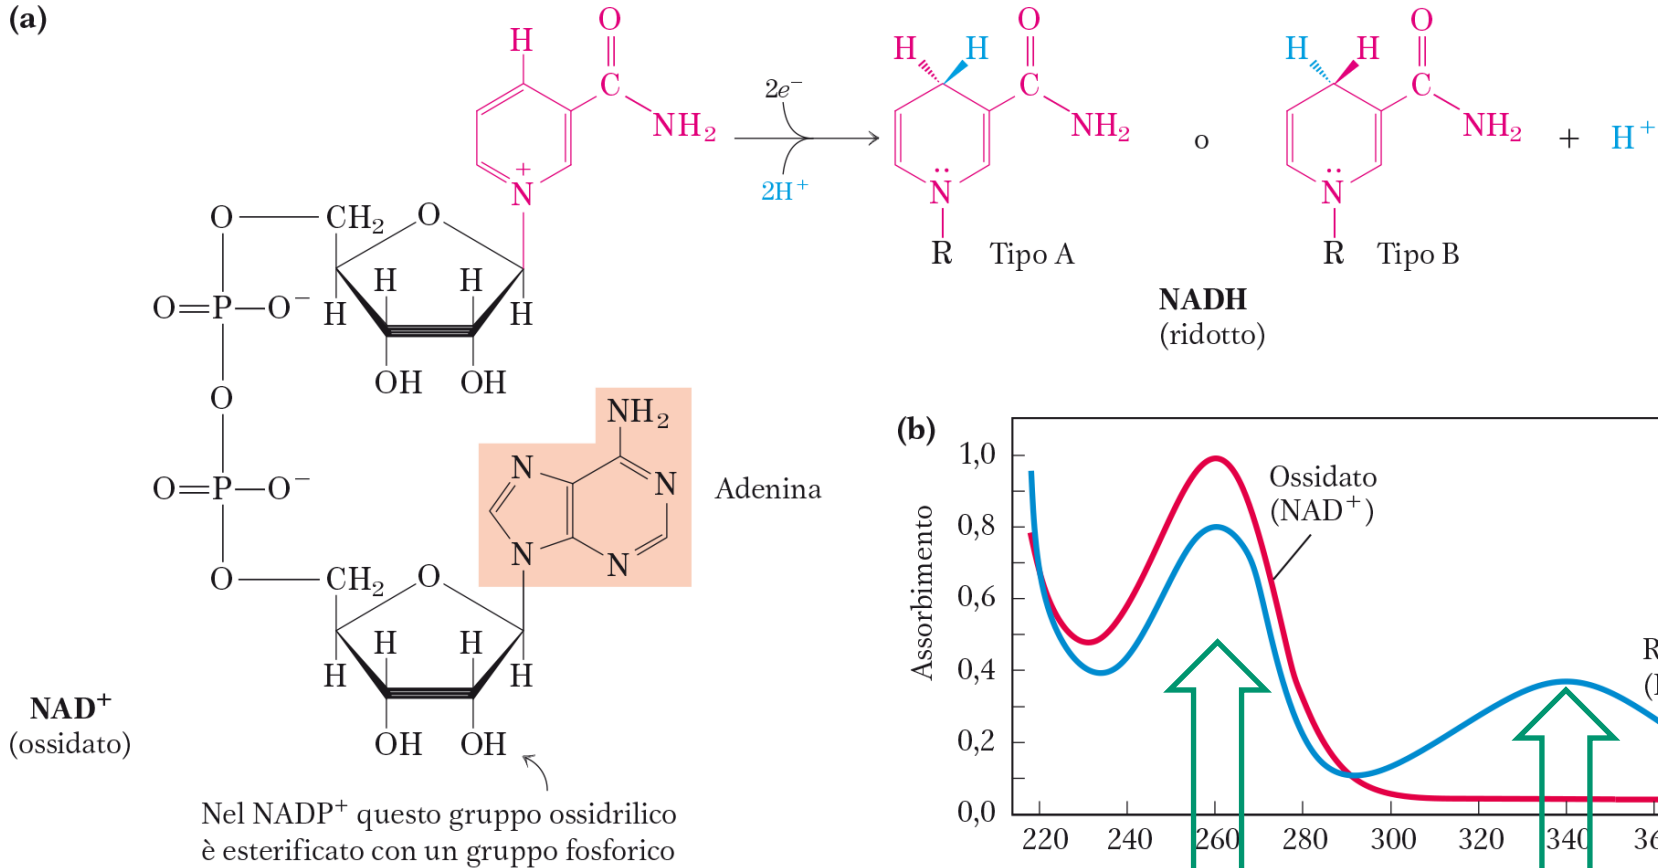 (a)
H
O
C
NH2
N+
2e−
2H+
H H
O
C
NH2
N
R
Tipo A
o
H H
O
C
NH2
N
R
Tipo B
+ H+
NADH
(ridotto)
O CH2 O
H H
H H
O=P−O−
OH OH
O
O=P−O−
NH2
N
N
N
N
Adenina
O CH2 O
H H
H H
OH OH
NAD+
(ossidato)
Nel NADP+ questo gruppo ossidrilico
è esterificato con un gruppo fosforico
(b)
Assorbimento
1,0
0,8
0,6
0,4
0,2
0,0
Ossidato
(NAD+)
R
220 240 260 280 300 320 340 36